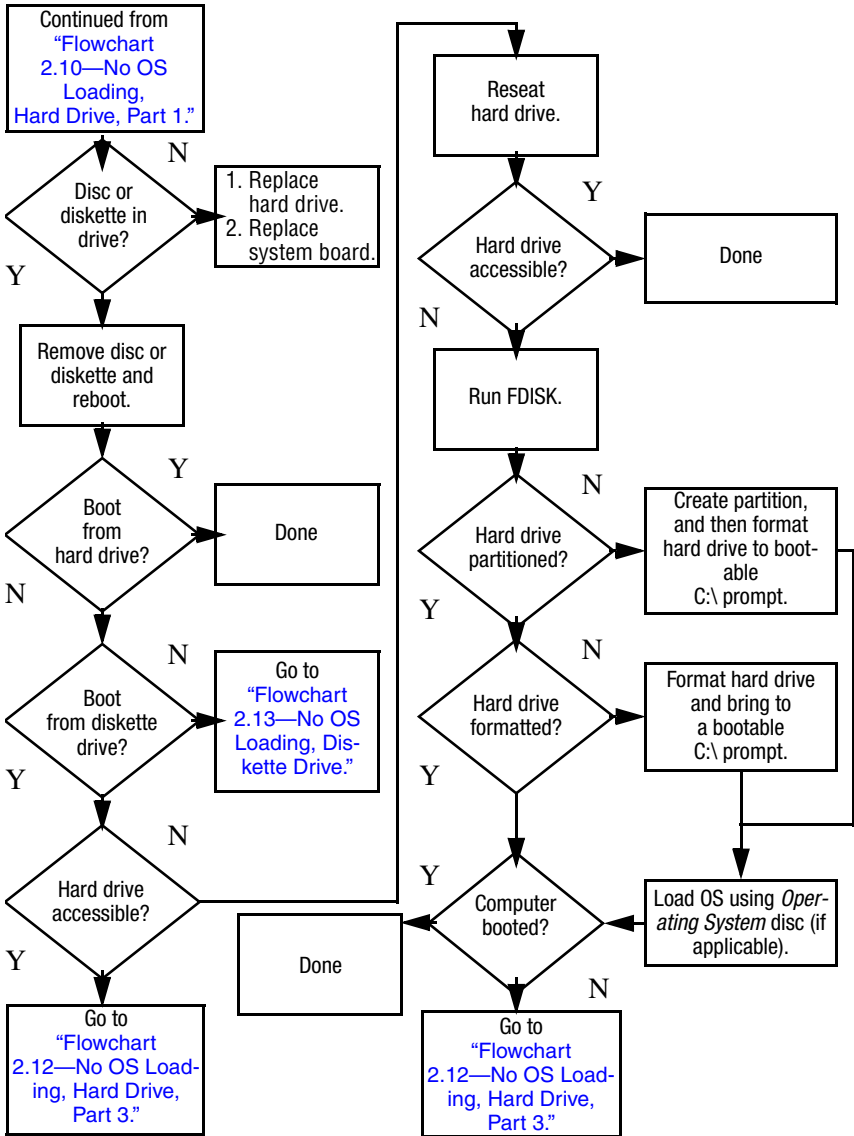 Continued from
“Flowchart
2.10—No OS
Loading,
Hard Drive, Part 1.”
N
Disc or
diskette in
drive?
1. Replace
hard drive.
2. Replace
system board.
Y
Remove disc or
diskette and
reboot.
Y
Boot
from
hard drive?
Done
N
N
Boot
from diskette
drive?
Go to
“Flowchart
2.13—No OS
Loading, Dis-
kette Drive.”
Y
N
Hard drive
accessible?
Y
Go to
“Flowchart
2.12—No OS Load-
ing, Hard Drive,
Part 3.”
Reseat
hard drive.
Y
Hard drive
accessible?
Done
N
Run FDISK.
N
Hard drive
partitioned?
Create partition,
and then format
hard drive to boot-
able
C:\ prompt.
Y
N
Hard drive
formatted?
Format hard drive
and bring to
a bootable
C:\ prompt.
Y
Y
Computer
booted?
Load OS using Oper-
ating System disc (if
applicable).
Done
N
Go to
“Flowchart
2.12—No OS Load-
ing, Hard Drive,
Part 3.”